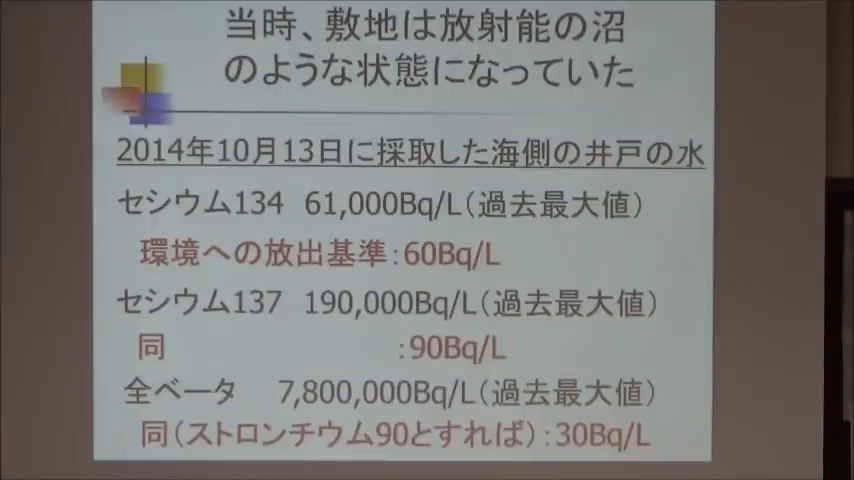 当時、敷地は放射能の沼
のような状態になっていた
2014年10月13日に採取した海側の井戸の水
セシウム134 61,000Bq/L(過去最大値)
環境への放出基準:60Bq/L
セシウム137 190,000Bq/L(過去最大値)
同 :90Bq/L
全ベータ 7,800,000Bq/L(過去最大値)
同(ストロンチウム90とすれば):30Bq/L